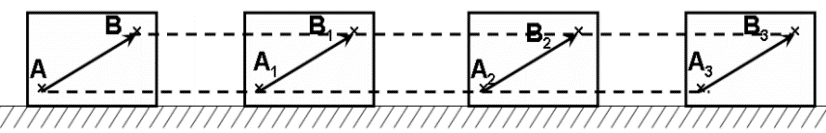 B B₁ B₂ B₃
A A₁ A₂ A₃